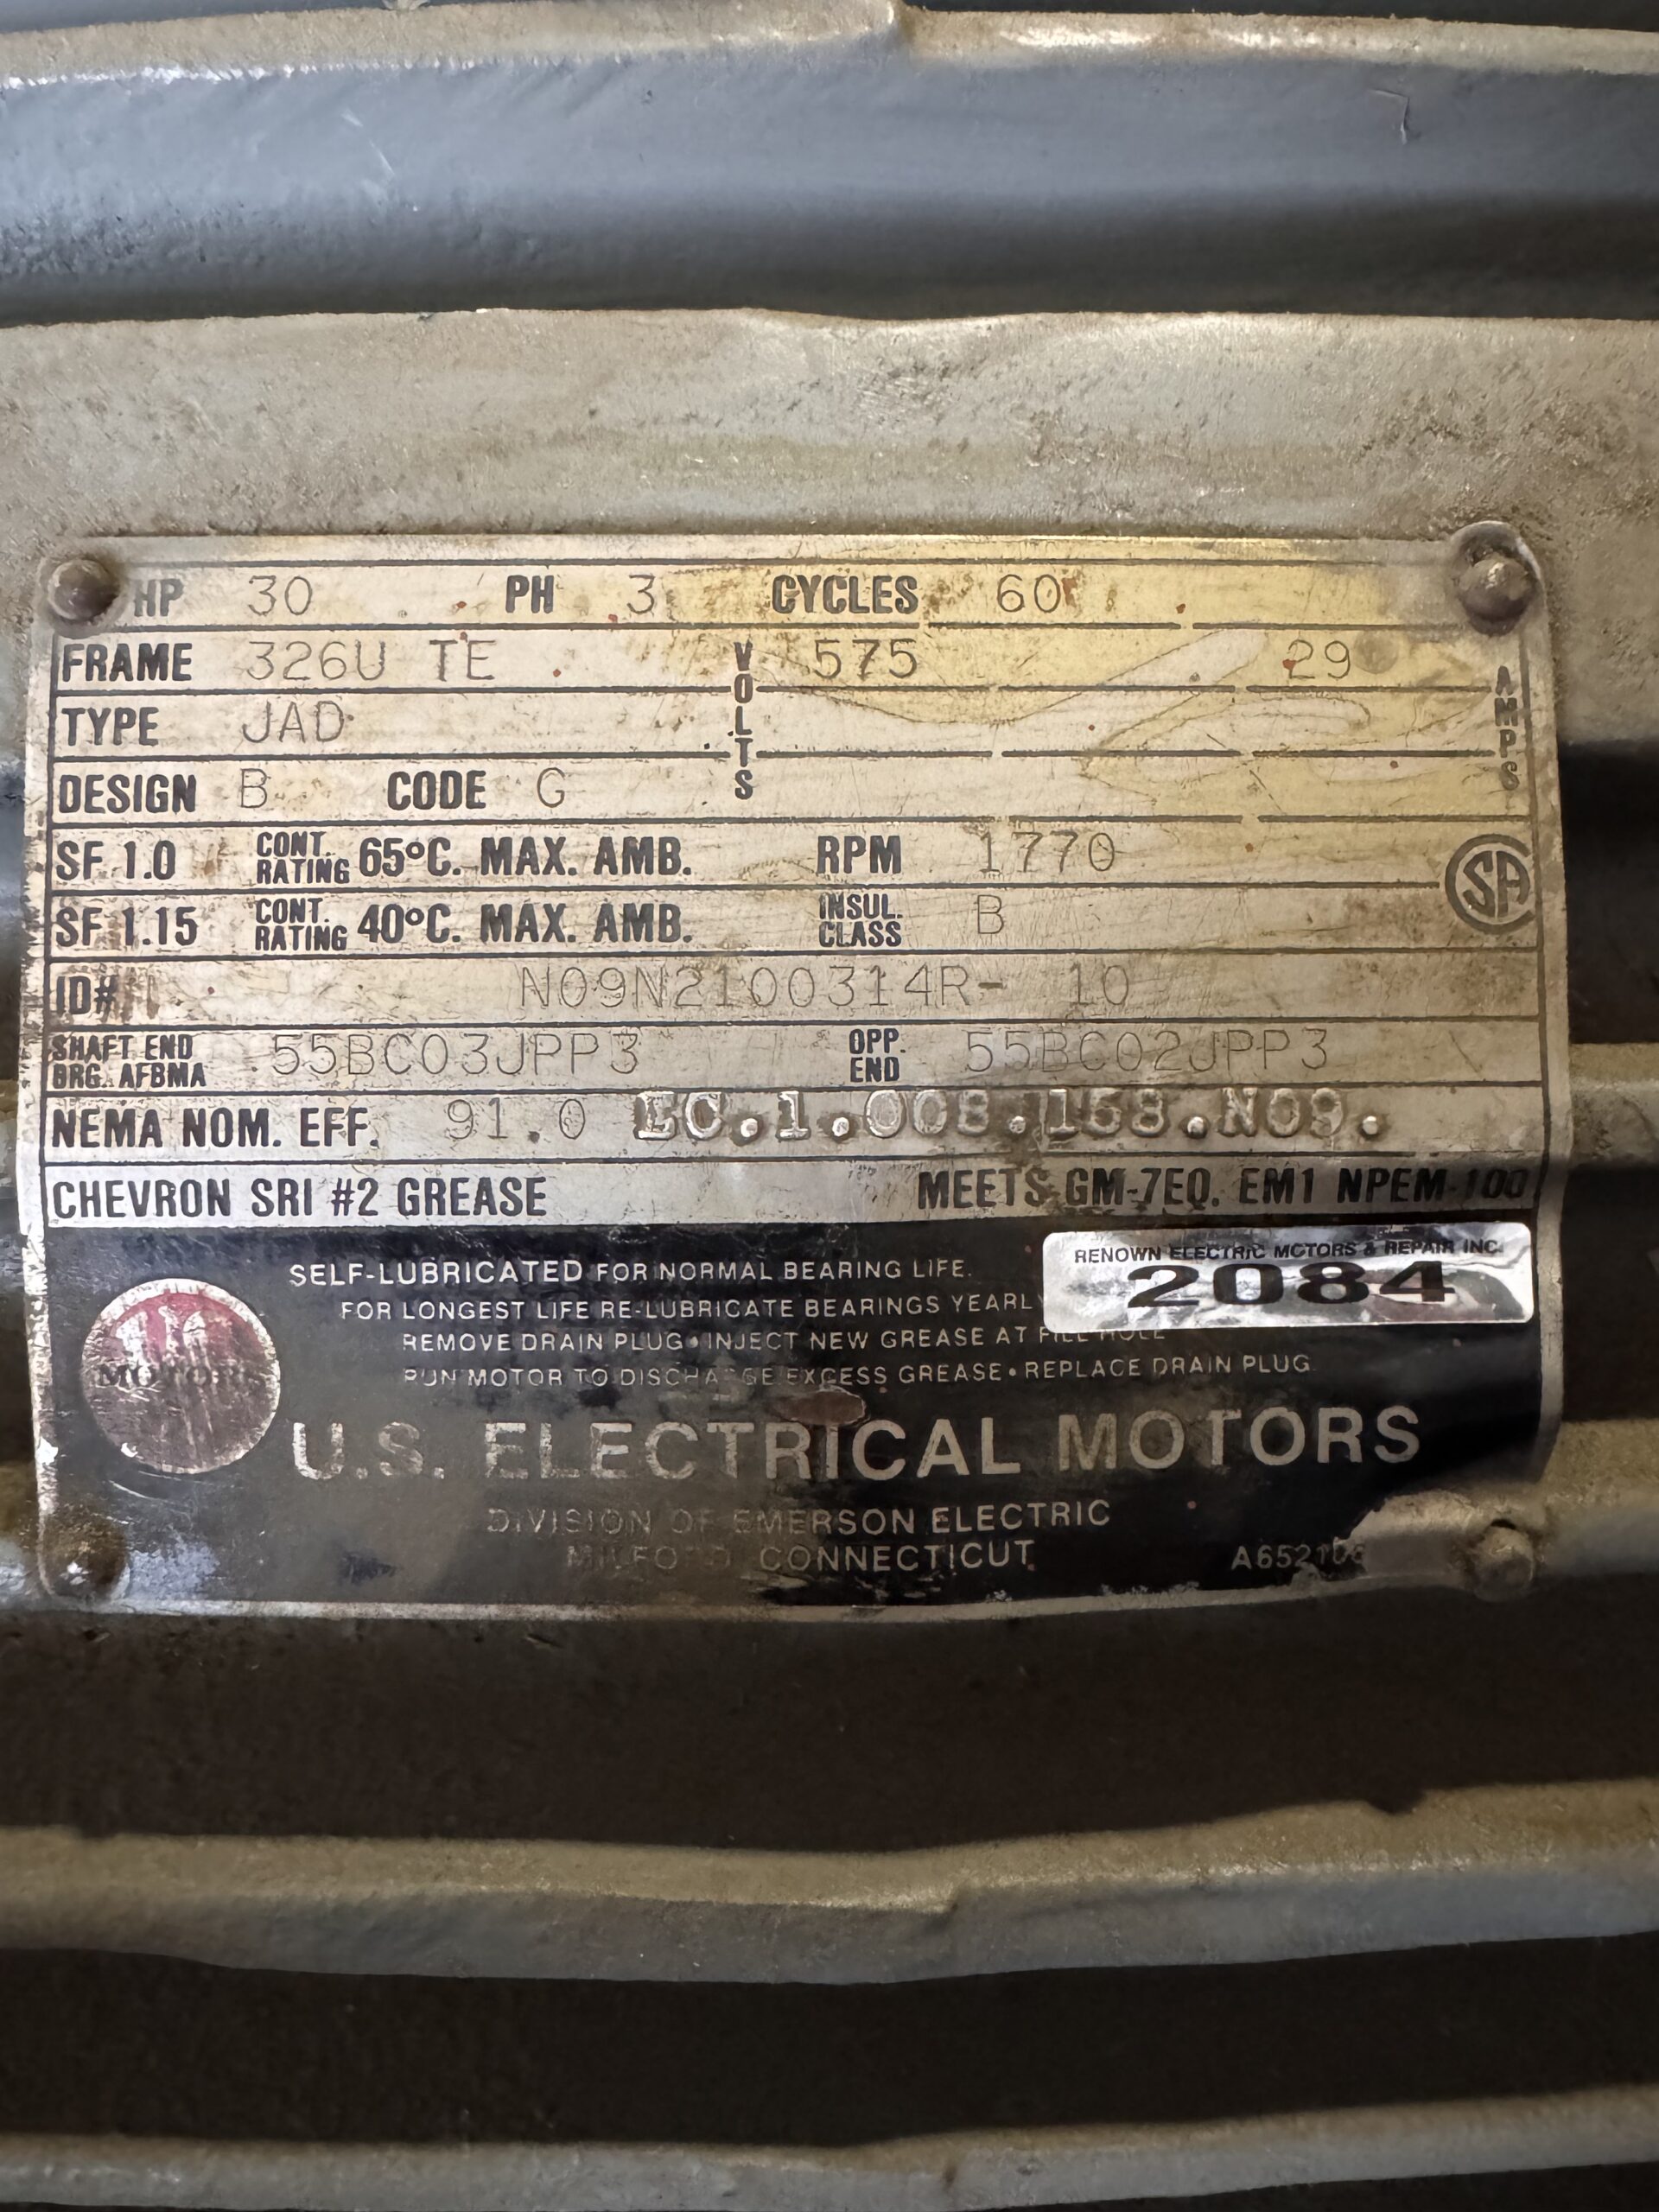 HP 30 PH 3 CYCLES 60
FRAME 326U TE VOLTS 575 29 AMPS
TYPE JAD
DESIGN B CODE G
SF 1.0 CONT. RATING 65°C. MAX. AMB. RPM 1770
SF 1.15 CONT. RATING 40°C. MAX. AMB. INSUL. CLASS B
SA
ID# N09N2100314R- 10
SHAFT END BRG. AFBMA 55BC03JPP3 OPP. END 55BC02JPP3
NEMA NOM. EFF. 91.0 EC.1.008.158.N09.
CHEVRON SRI #2 GREASE MEETS GM-7EQ, EM1 NPEM-100
RENOWN ELECTRIC MOTORS & REPAIR INC.
2084
SELF-LUBRICATED FOR NORMAL BEARING LIFE.
FOR LONGEST LIFE RE-LUBRICATE BEARINGS YEARLY
REMOVE DRAIN PLUG•INJECT NEW GREASE AT FILL HOLE
RUN MOTOR TO DISCHARGE EXCESS GREASE•REPLACE DRAIN PLUG
MOTORS
U.S. ELECTRICAL MOTORS
DIVISION OF EMERSON ELECTRIC
MILFORD, CONNECTICUT